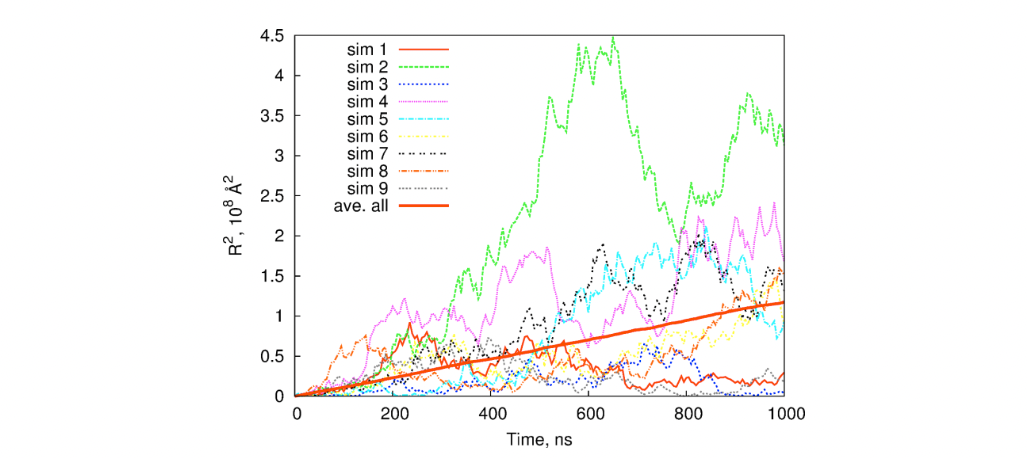 4.5
4
3.5
3
2.5
2
1.5
1
0.5
0
R², 10⁸ Å²
sim 1
sim 2
sim 3
sim 4
sim 5
sim 6
sim 7
sim 8
sim 9
ave. all
0 200 400 600 800 1000
Time, ns